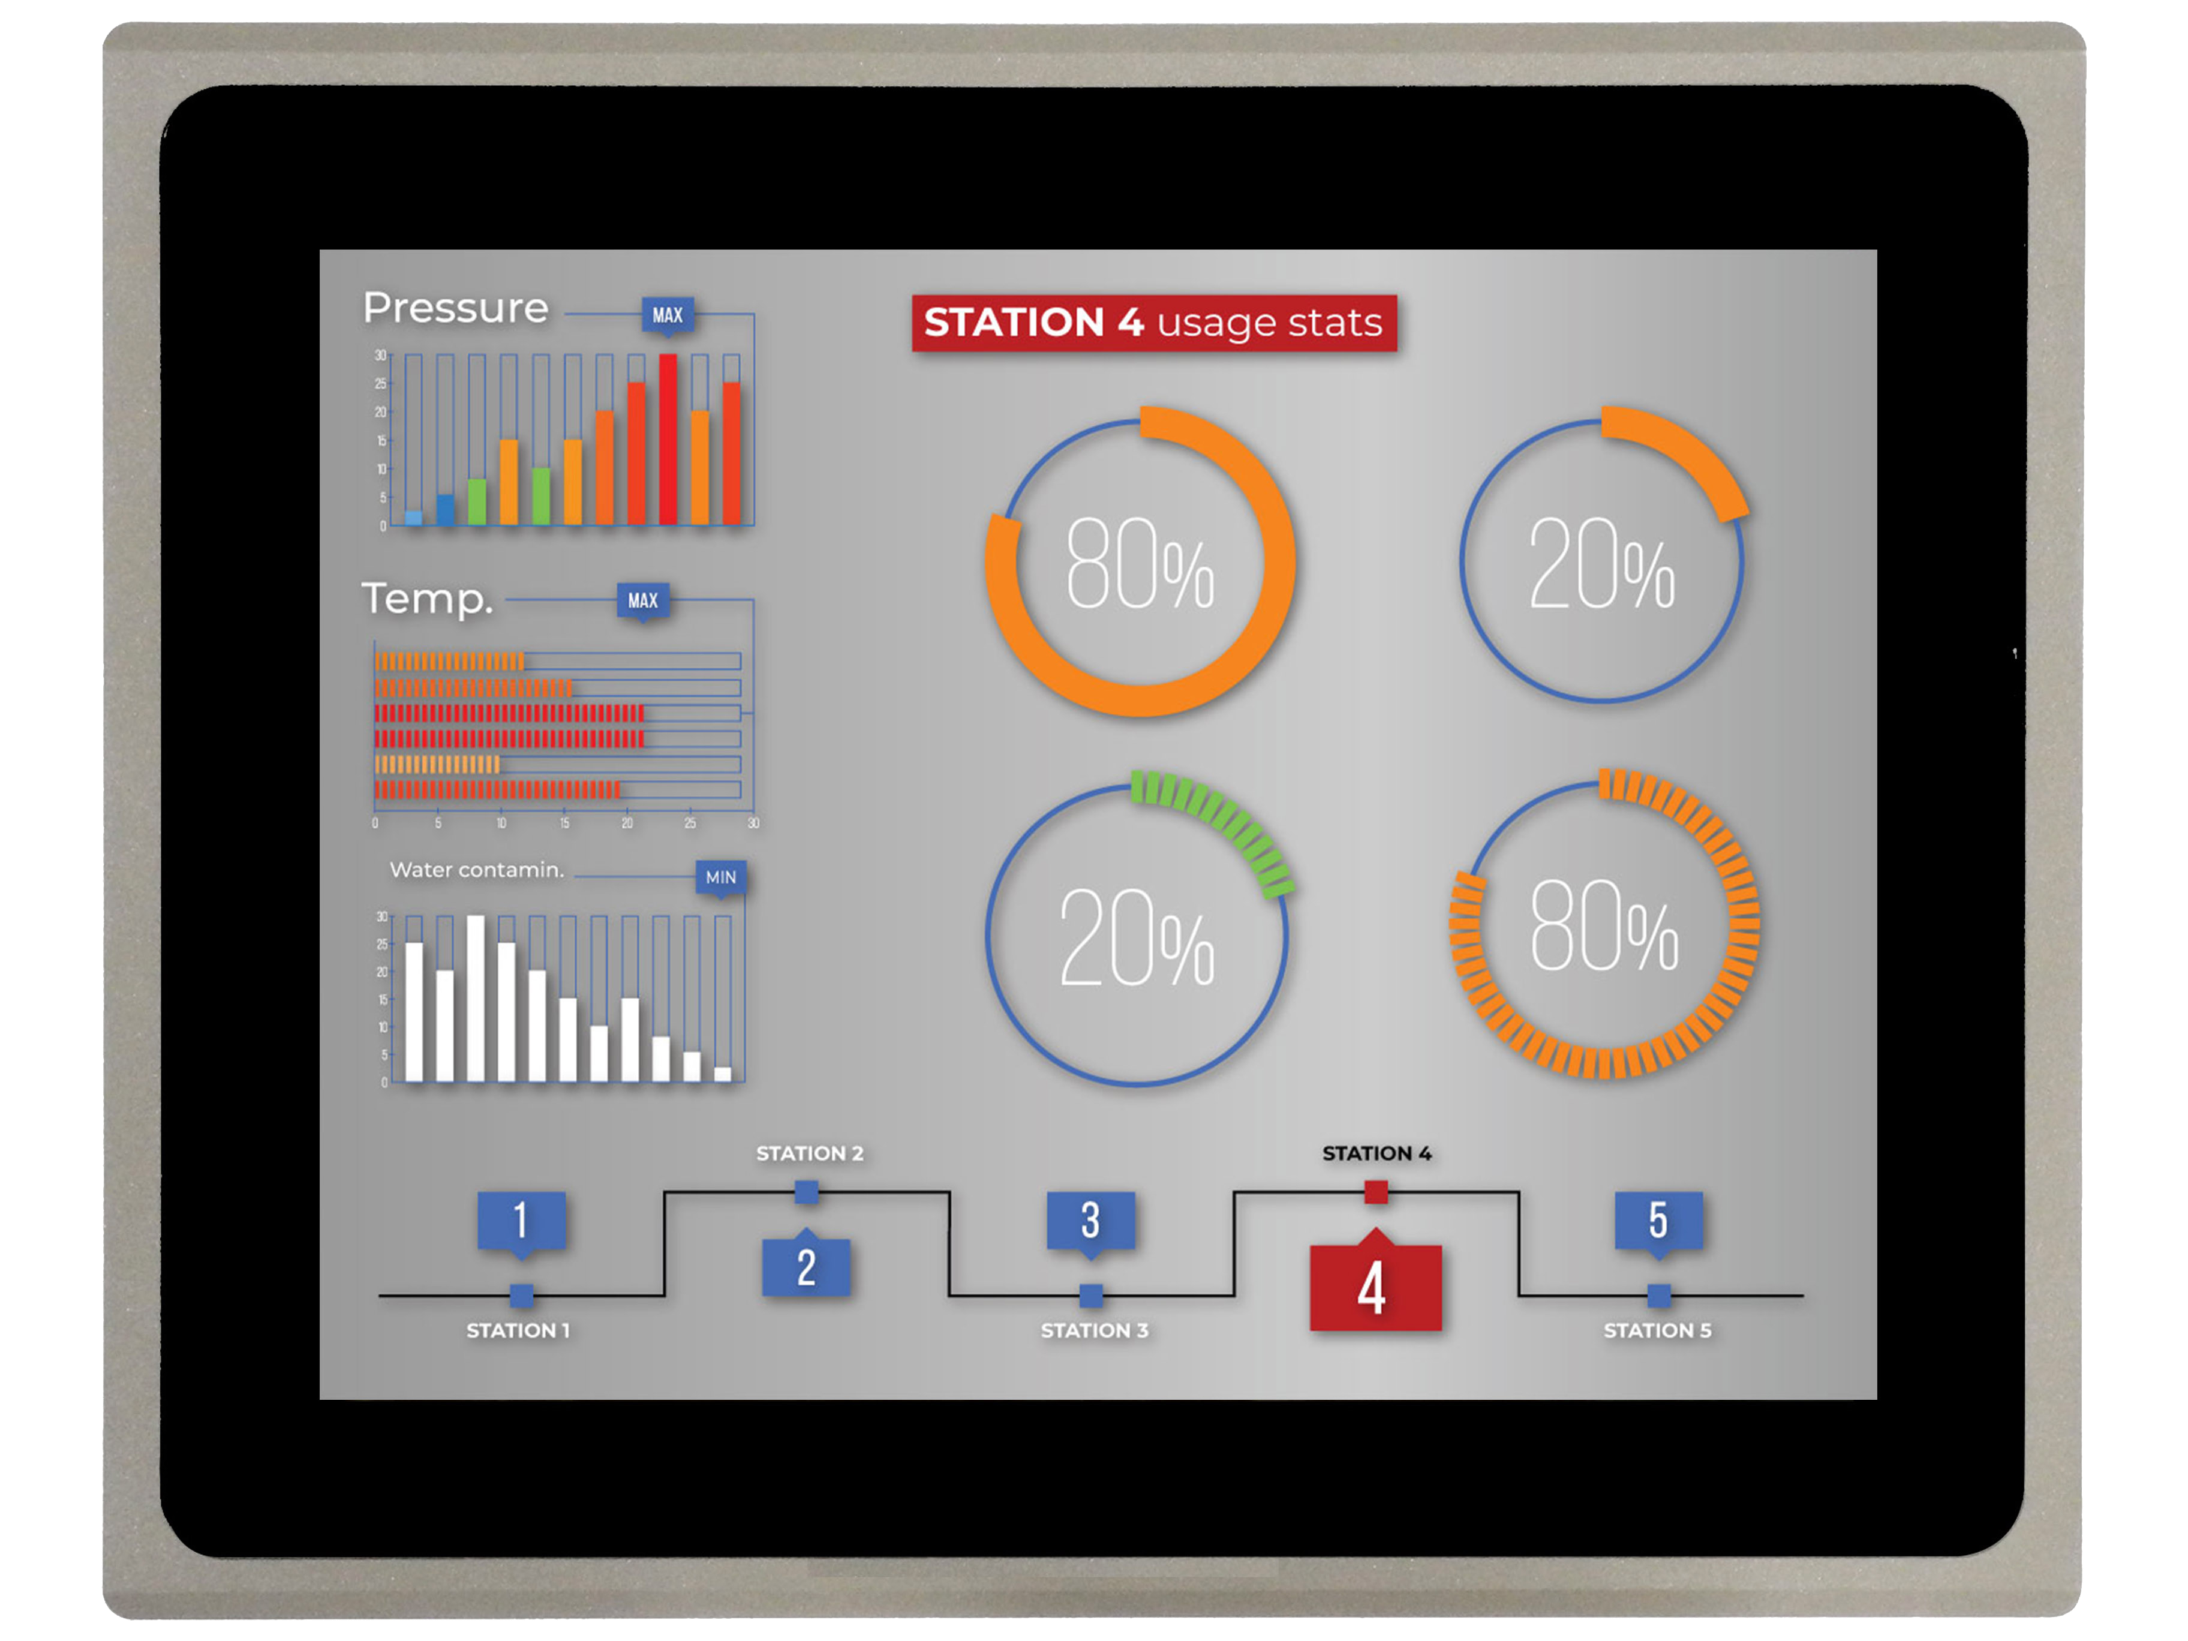 Pressure
MAX
30
25
20
15
10
5
0
Temp.
MAX
0 5 10 15 20 25 30
Water contamin.
MIN
30
25
20
15
10
5
0
STATION 4 usage stats
80%
20%
20%
80%
STATION 2
STATION 4
1
2
3
4
5
STATION 1
STATION 3
STATION 5